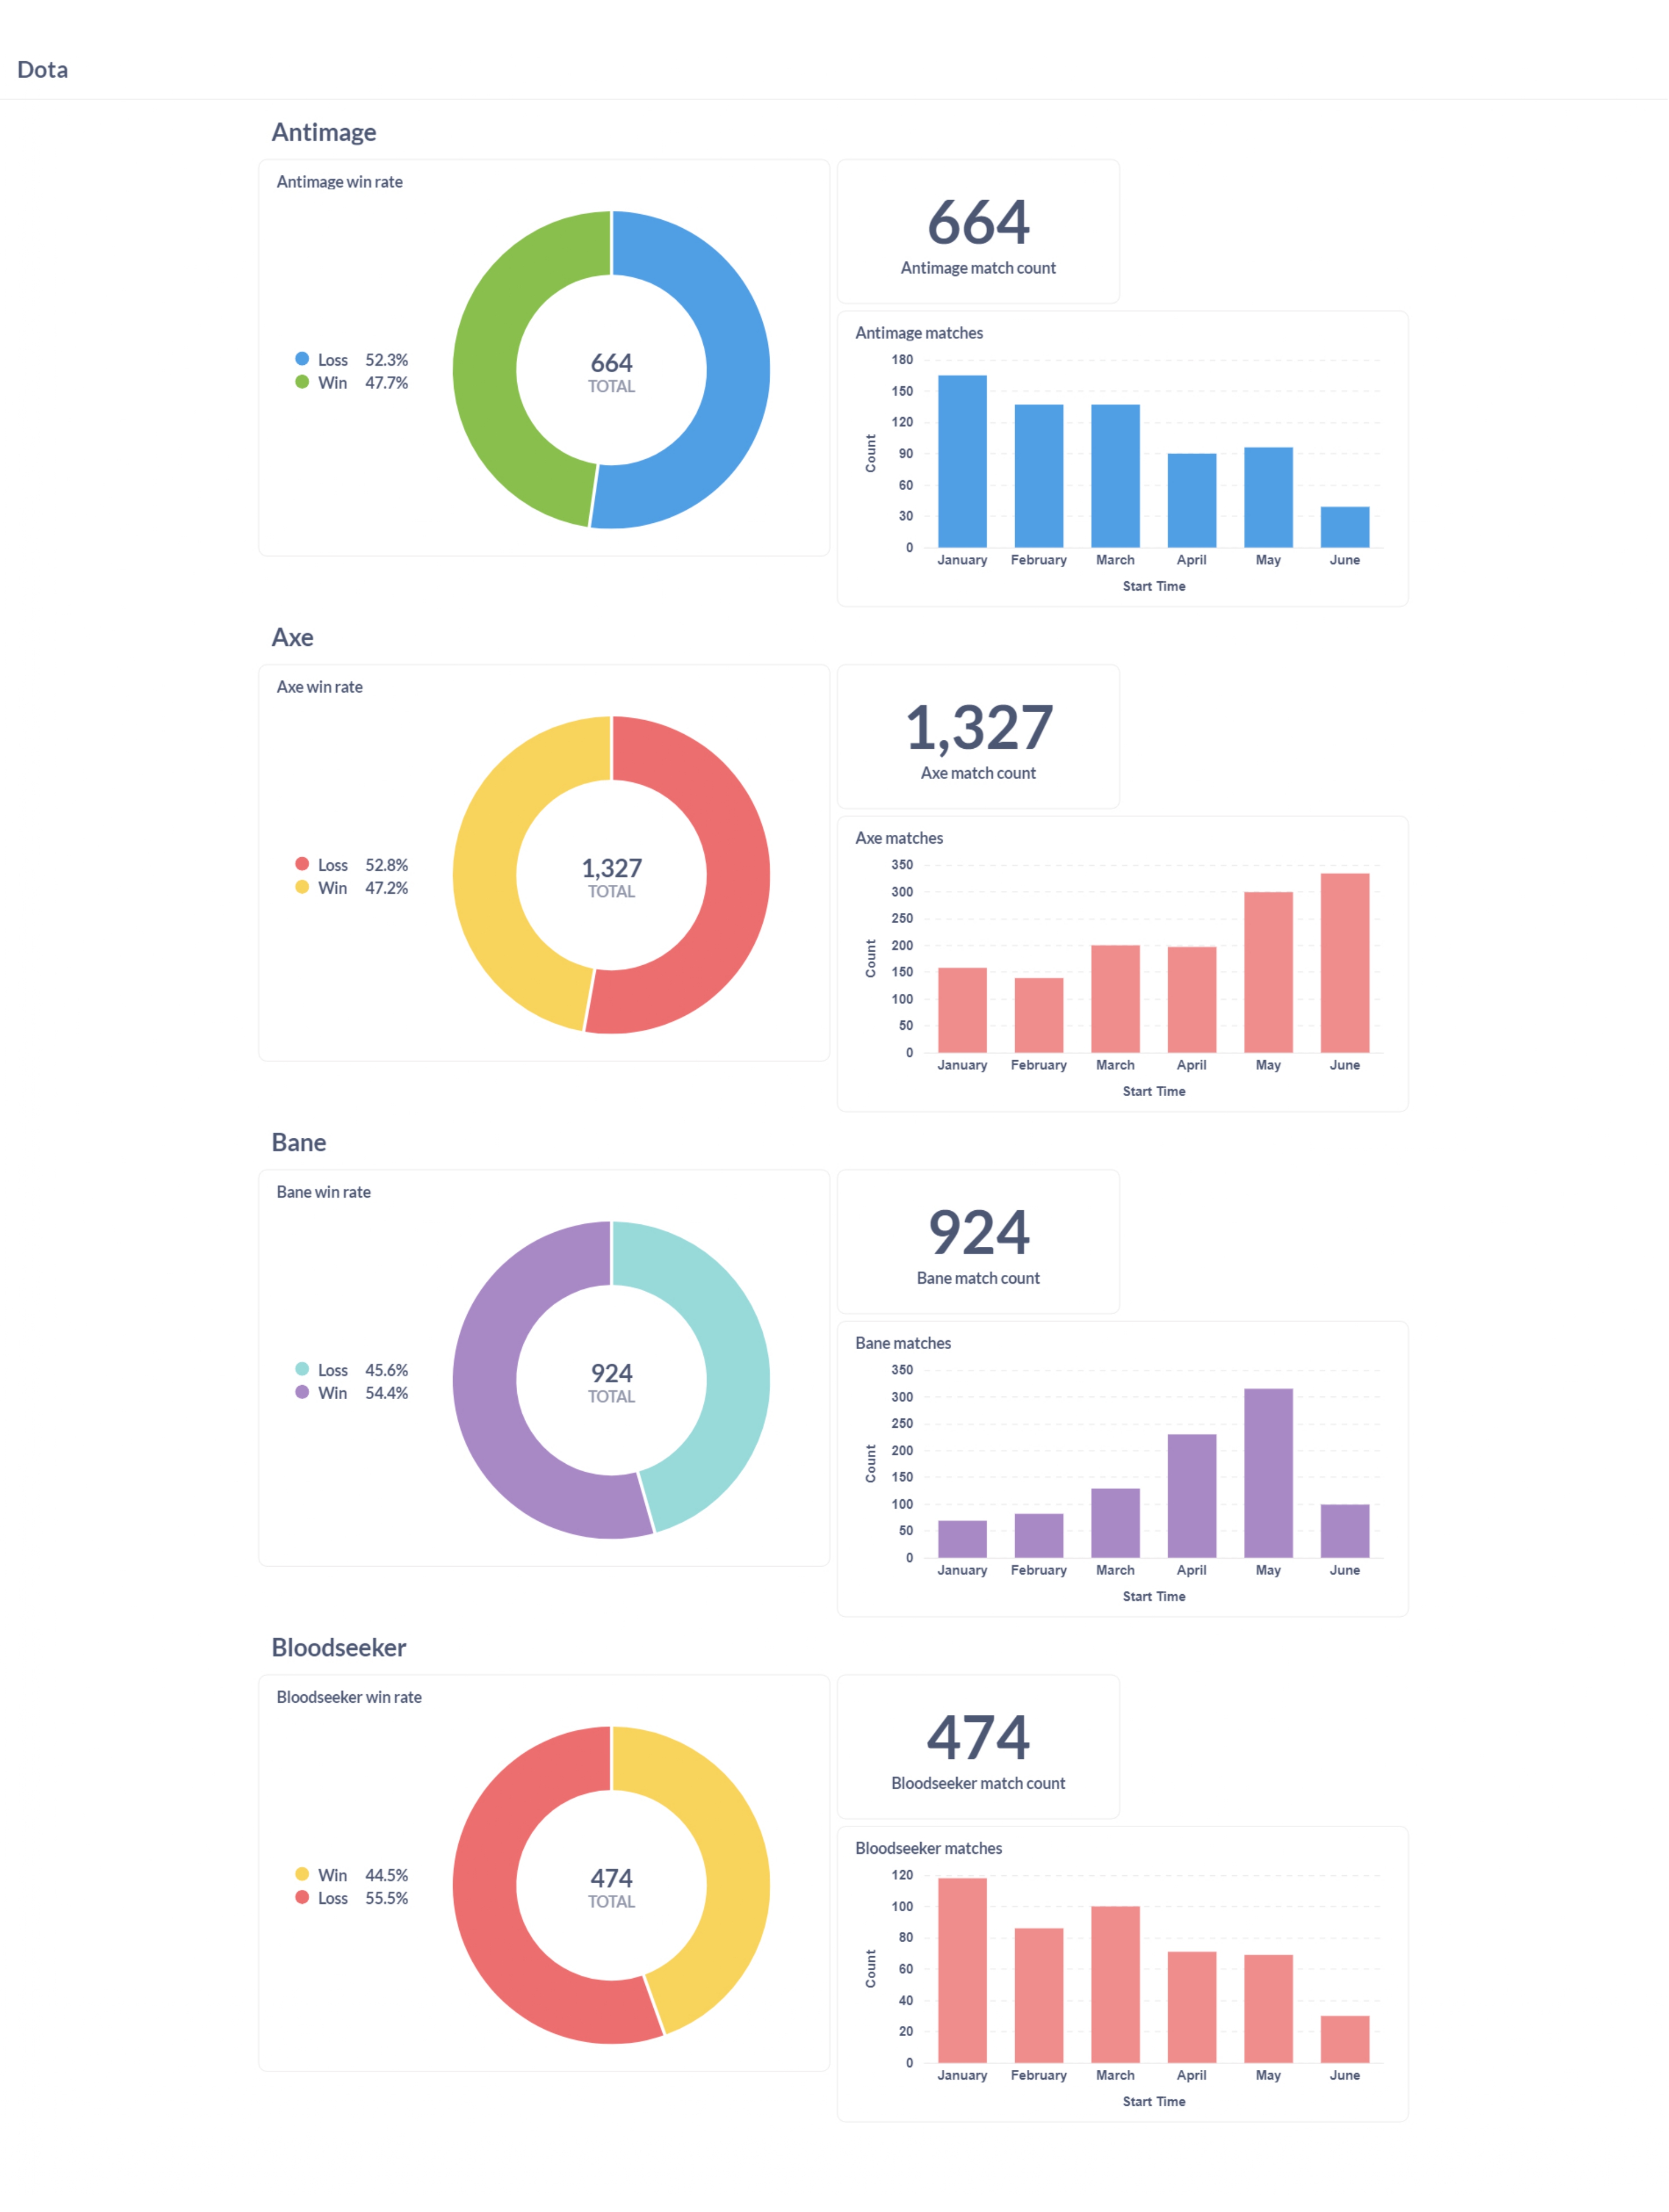 Dota
Antimage
Antimage win rate
Loss 52.3%
Win 47.7%
664
TOTAL
664
Antimage match count
Antimage matches
180
150
120
90
60
30
0
Count
January February March April May June
Start Time
Axe
Axe win rate
Loss 52.8%
Win 47.2%
1,327
TOTAL
1,327
Axe match count
Axe matches
350
300
250
200
150
100
50
0
Count
January February March April May June
Start Time
Bane
Bane win rate
Loss 45.6%
Win 54.4%
924
TOTAL
924
Bane match count
Bane matches
350
300
250
200
150
100
50
0
Count
January February March April May June
Start Time
Bloodseeker
Bloodseeker win rate
Win 44.5%
Loss 55.5%
474
TOTAL
474
Bloodseeker match count
Bloodseeker matches
120
100
80
60
40
20
0
Count
January February March April May June
Start Time